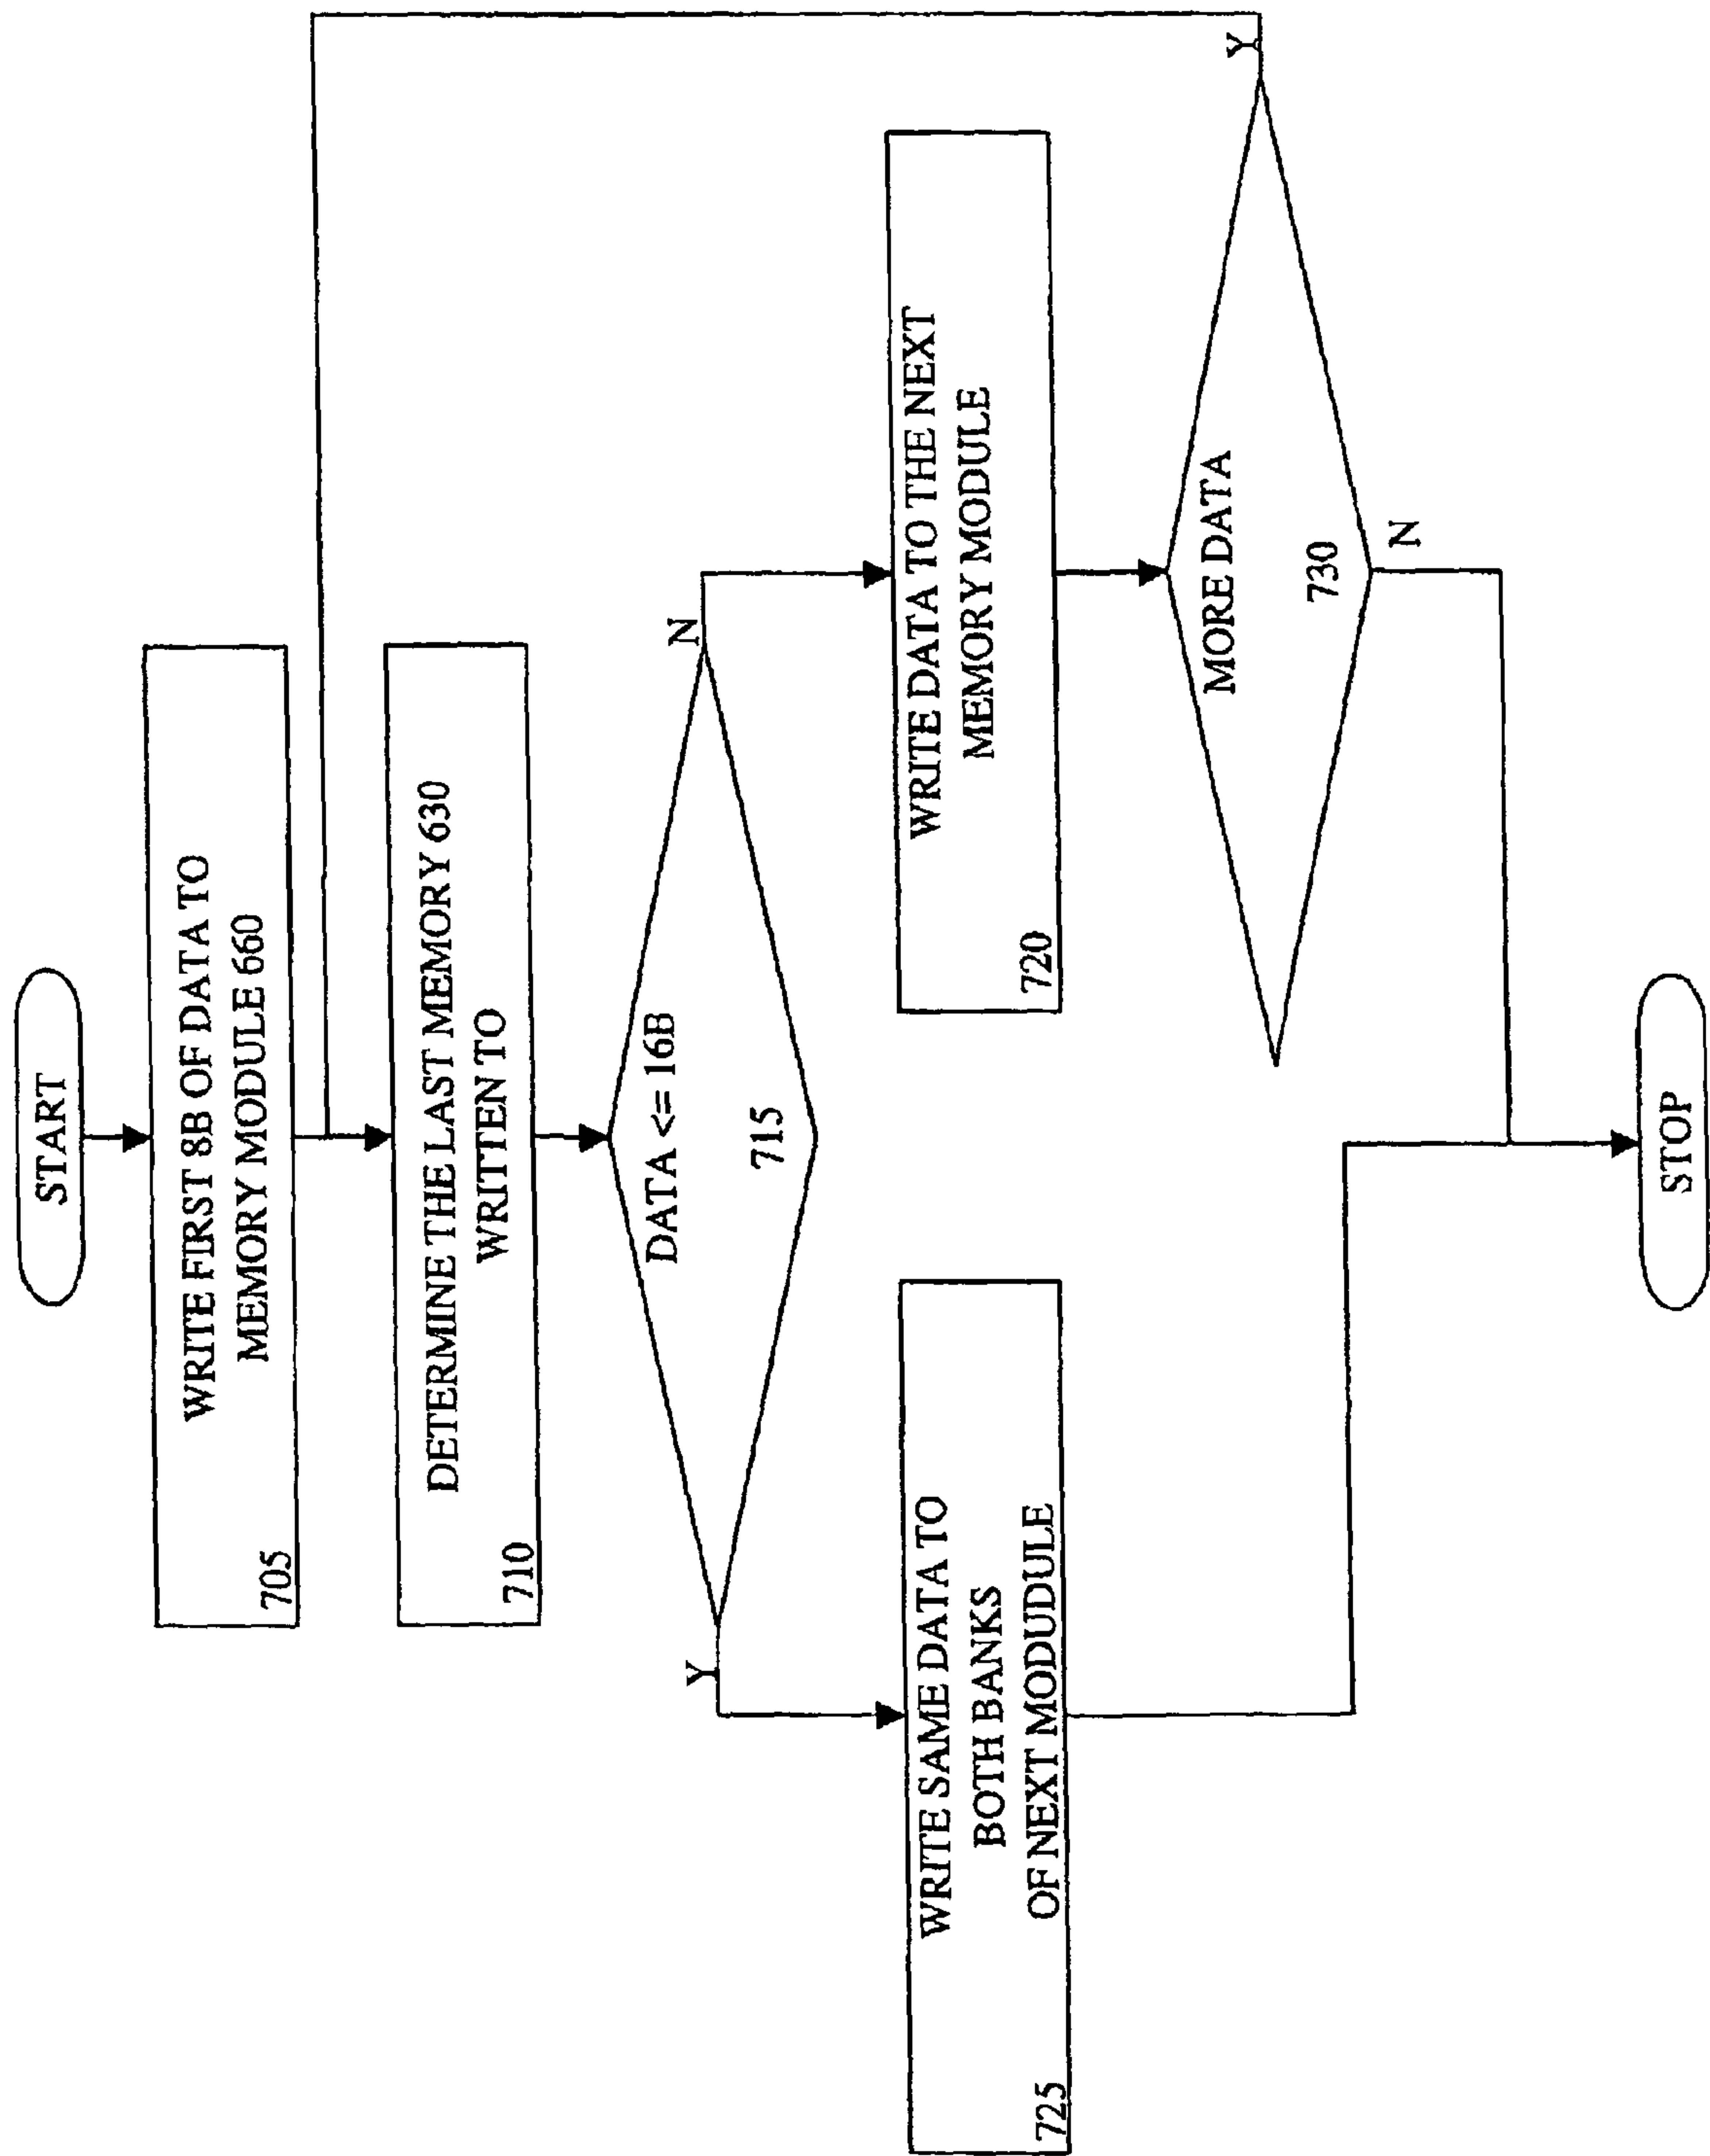 START
WRITE FIRST 8B OF DATA TO
MEMORY MODULE 660
705
DETERMINE THE LAST MEMORY 630
WRITTEN TO
710
DATA <= 16B
715
Y
N
WRITE SAME DATA TO
BOTH BANKS
OF NEXT MODUDULE
725
WRITE DATA TO THE NEXT
MEMORY MODULE
720
MORE DATA
730
Y
N
STOP